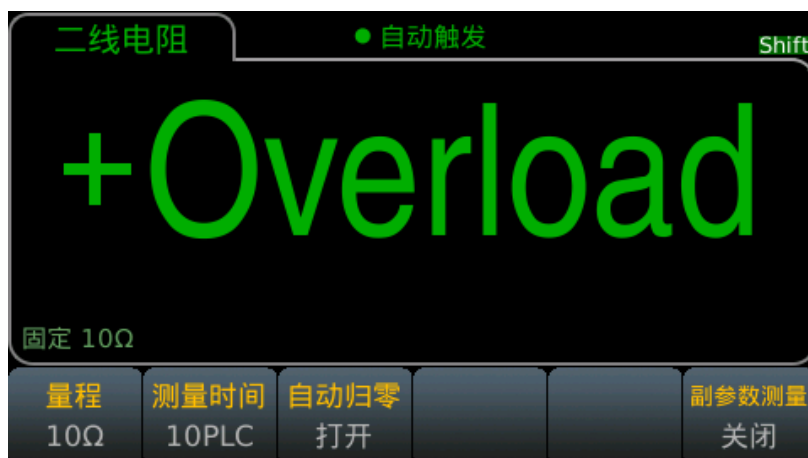 二线电阻
自动触发
Shift
+Overload
固定 10Ω
量程 测量时间 自动归零 副参数测量
10Ω 10PLC 打开 关闭